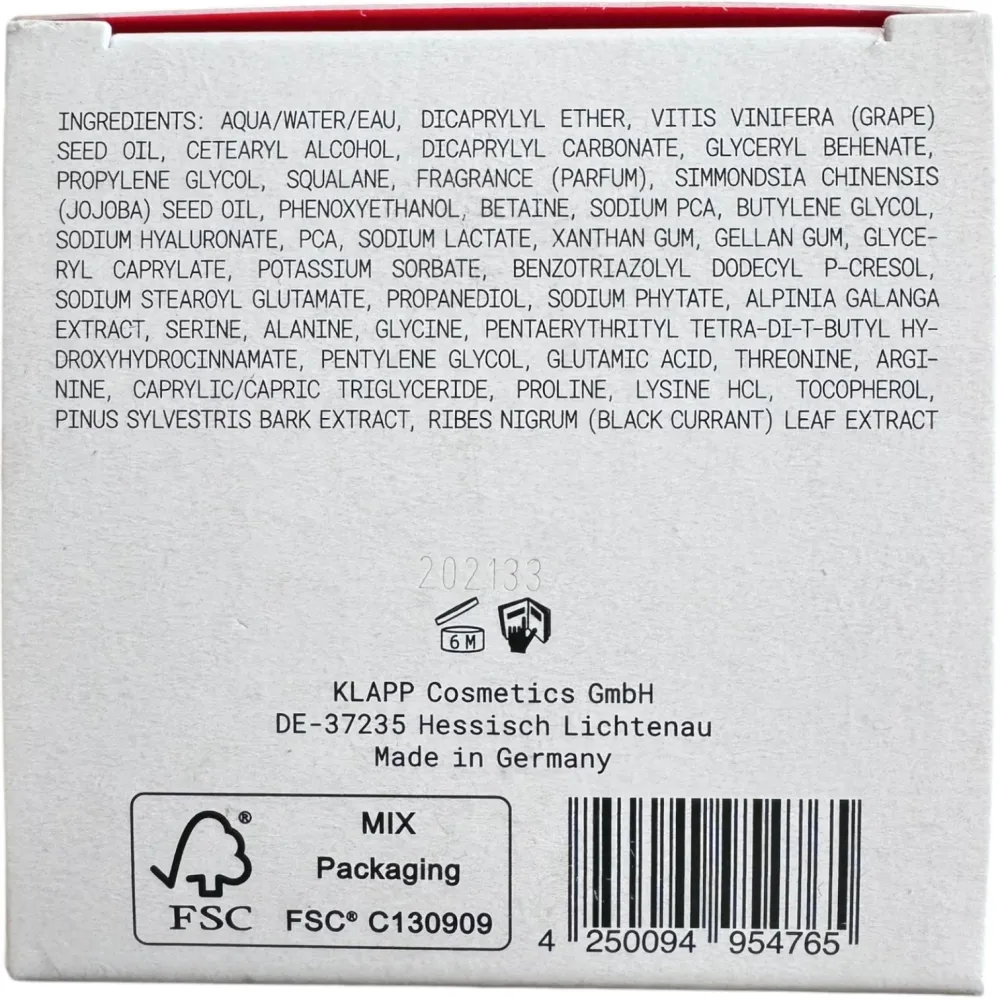 INGREDIENTS: AQUA/WATER/EAU, DICAPRYLYL ETHER, VITIS VINIFERA (GRAPE)
SEED OIL, CETEARYL ALCOHOL, DICAPRYLYL CARBONATE, GLYCERYL BEHENATE,
PROPYLENE GLYCOL, SQUALANE, FRAGRANCE (PARFUM), SIMMONDSIA CHINENSIS
(JOJOBA) SEED OIL, PHENOXYETHANOL, BETAINE, SODIUM PCA, BUTYLENE GLYCOL,
SODIUM HYALURONATE, PCA, SODIUM LACTATE, XANTHAN GUM, GELLAN GUM, GLYCE-
RYL CAPRYLATE, POTASSIUM SORBATE, BENZOTRIAZOLYL DODECYL P-CRESOL,
SODIUM STEAROYL GLUTAMATE, PROPANEDIOL, SODIUM PHYTATE, ALPINIA GALANGA
EXTRACT, SERINE, ALANINE, GLYCINE, PENTAERYTHRITYL TETRA-DI-T-BUTYL HY-
DROXYHYDROCINNAMATE, PENTYLENE GLYCOL, GLUTAMIC ACID, THREONINE, ARGI-
NINE, CAPRYLIC/CAPRIC TRIGLYCERIDE, PROLINE, LYSINE HCL, TOCOPHEROL,
PINUS SYLVESTRIS BARK EXTRACT, RIBES NIGRUM (BLACK CURRANT) LEAF EXTRACT
202133
6 M
KLAPP Cosmetics GmbH
DE-37235 Hessisch Lichtenau
Made in Germany
MIX
Packaging
FSC® C130909
®
FSC
4 250094 954765